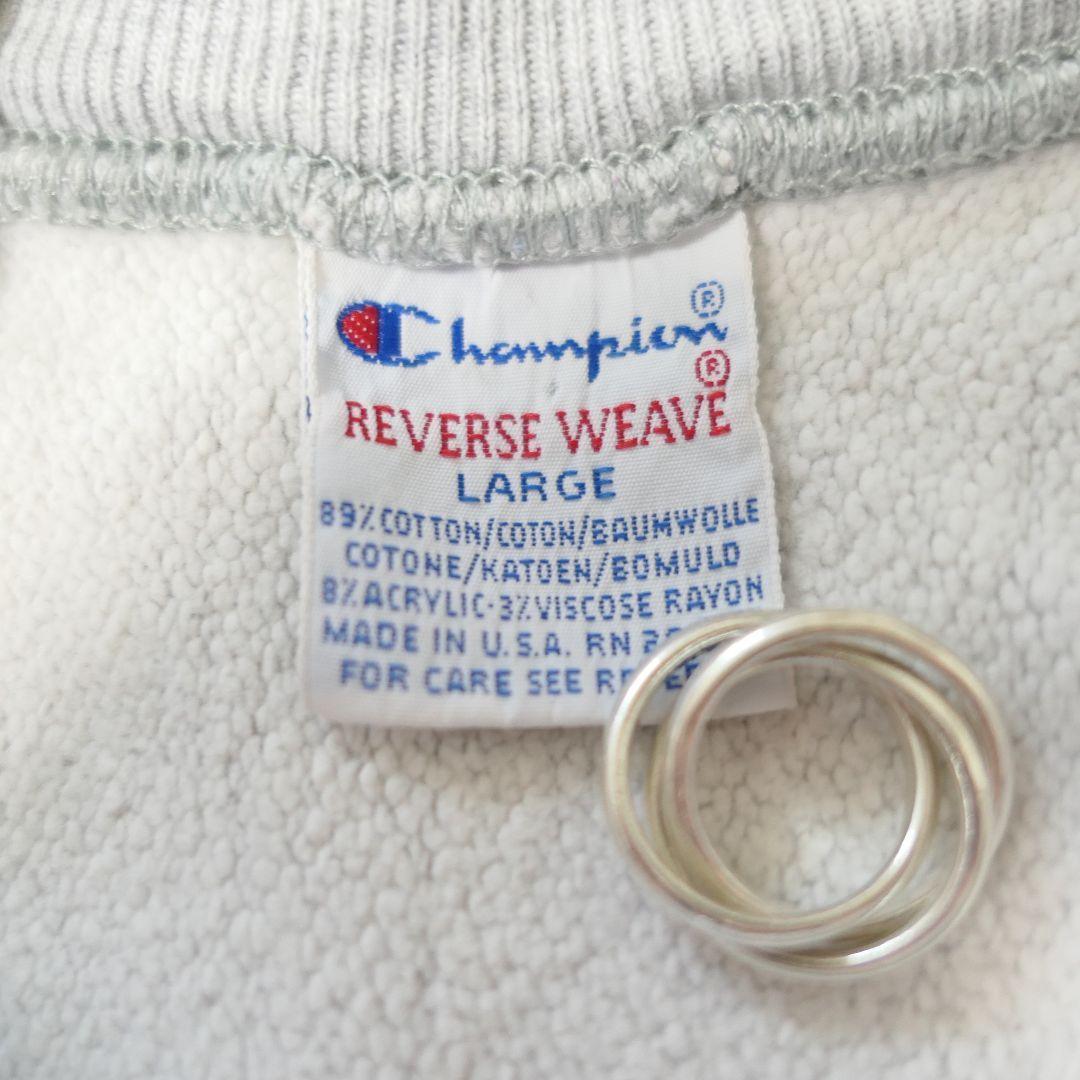 Champion ®
REVERSE WEAVE ®
LARGE
89% COTTON/COTON/BAUMWOLLE
COTONE/KATOEN/BOMULD
8% ACRYLIC·3% VISCOSE RAYON
MADE IN U.S.A. RN
FOR CARE SEE